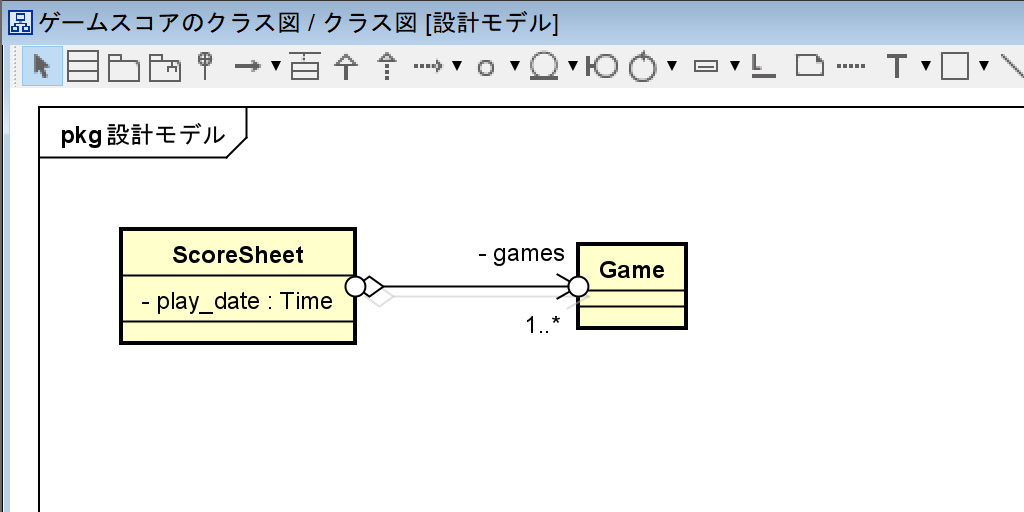 ゲームスコアのクラス図 / クラス図 [設計モデル]
pkg 設計モデル
ScoreSheet
- play_date : Time
- games
1..*
Game